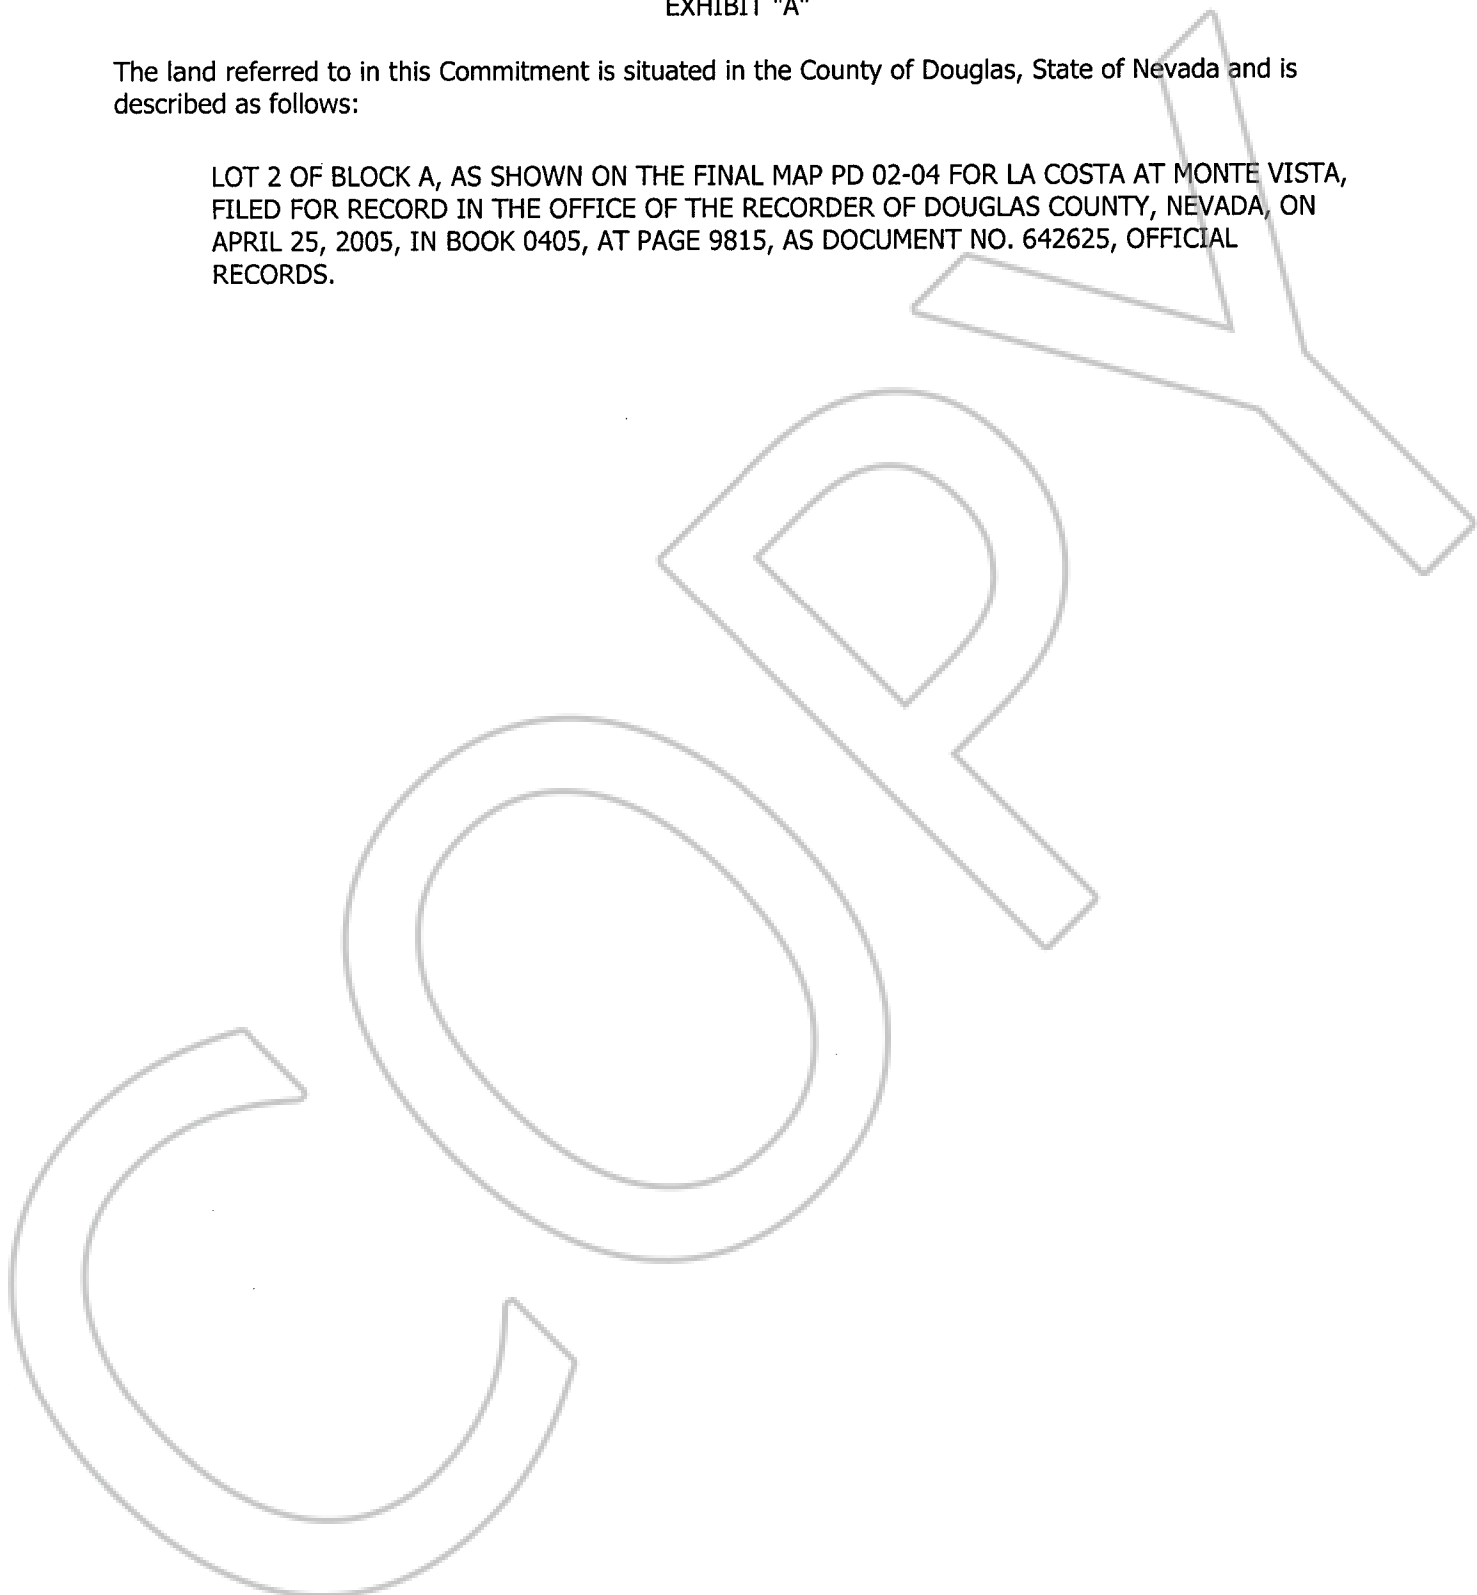 EXHIBIT "A"
The land referred to in this Commitment is situated in the County of Douglas, State of Nevada and is
described as follows:
LOT 2 OF BLOCK A, AS SHOWN ON THE FINAL MAP PD 02-04 FOR LA COSTA AT MONTE VISTA,
FILED FOR RECORD IN THE OFFICE OF THE RECORDER OF DOUGLAS COUNTY, NEVADA, ON
APRIL 25, 2005, IN BOOK 0405, AT PAGE 9815, AS DOCUMENT NO. 642625, OFFICIAL
RECORDS.
COPY